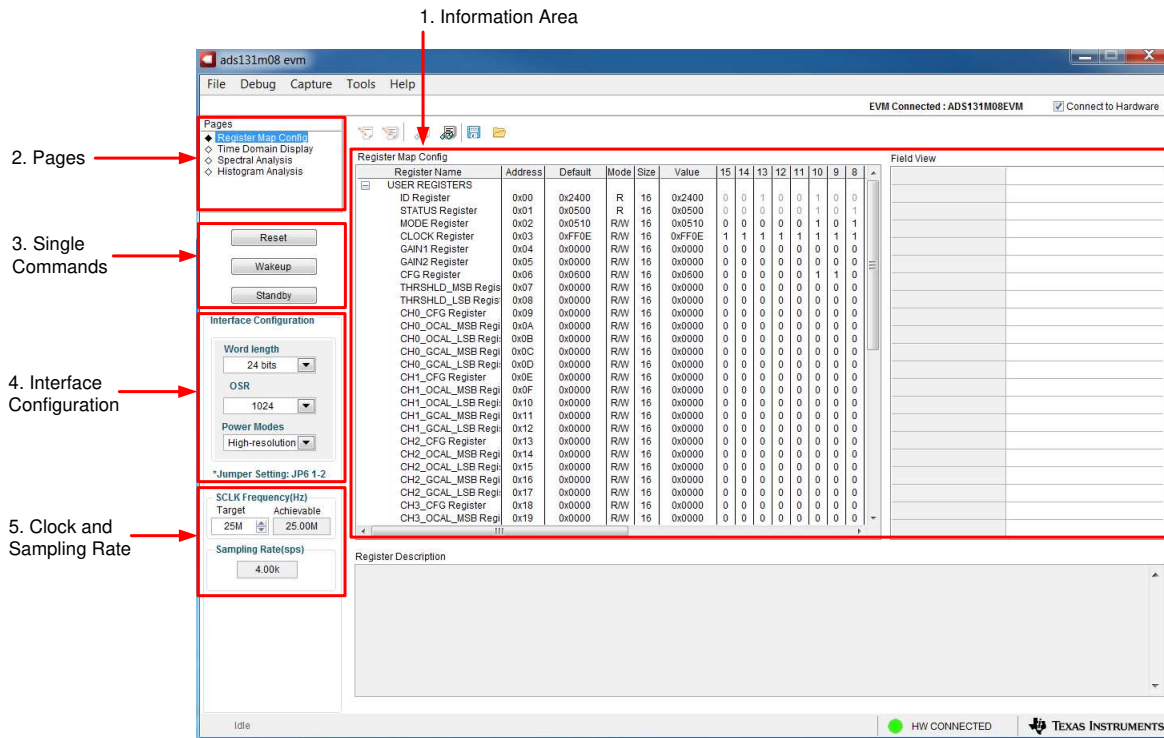 1. Information Area
ads131m08 evm
File Debug Capture Tools Help
EVM Connected : ADS131M08EVM Connect to Hardware
2. Pages
Pages
Register Map Config
Time Domain Display
Spectral Analysis
Histogram Analysis
3. Single
Commands
Reset
Wakeup
Standby
4. Interface
Configuration
Interface Configuration
Word length
24 bits
OSR
1024
Power Modes
High-resolution
*Jumper Setting: JP6 1-2
5. Clock and
Sampling Rate
SCLK Frequency(Hz)
Target Achievable
25M 25.00M
Sampling Rate(sps)
4.00k
Register Map Config
Register Name Address Default Mode Size Value 15 14 13 12 11 10 9 8
USER REGISTERS
ID Register 0x00 0x2400 R 16 0x2400 0 0 1 0 0 1 0 0
STATUS Register 0x01 0x0500 R 16 0x0500 0 0 0 0 0 1 0 1
MODE Register 0x02 0x0510 R/W 16 0x0510 0 0 0 0 0 1 0 1
CLOCK Register 0x03 0xFF0E R/W 16 0xFF0E 1 1 1 1 1 1 1 1
GAIN1 Register 0x04 0x0000 R/W 16 0x0000 0 0 0 0 0 0 0 0
GAIN2 Register 0x05 0x0000 R/W 16 0x0000 0 0 0 0 0 0 0 0
CFG Register 0x06 0x0600 R/W 16 0x0600 0 0 0 0 0 1 1 0
THRSHLD_MSB Regis 0x07 0x0000 R/W 16 0x0000 0 0 0 0 0 0 0 0
THRSHLD_LSB Regis 0x08 0x0000 R/W 16 0x0000 0 0 0 0 0 0 0 0
CH0_CFG Register 0x09 0x0000 R/W 16 0x0000 0 0 0 0 0 0 0 0
CH0_OCAL_MSB Regi 0x0A 0x0000 R/W 16 0x0000 0 0 0 0 0 0 0 0
CH0_OCAL_LSB Regi 0x0B 0x0000 R/W 16 0x0000 0 0 0 0 0 0 0 0
CH0_GCAL_MSB Regi 0x0C 0x0000 R/W 16 0x0000 0 0 0 0 0 0 0 0
CH0_GCAL_LSB Regi 0x0D 0x0000 R/W 16 0x0000 0 0 0 0 0 0 0 0
CH1_CFG Register 0x0E 0x0000 R/W 16 0x0000 0 0 0 0 0 0 0 0
CH1_OCAL_MSB Regi 0x0F 0x0000 R/W 16 0x0000 0 0 0 0 0 0 0 0
CH1_OCAL_LSB Regi 0x10 0x0000 R/W 16 0x0000 0 0 0 0 0 0 0 0
CH1_GCAL_MSB Regi 0x11 0x0000 R/W 16 0x0000 0 0 0 0 0 0 0 0
CH1_GCAL_LSB Regi 0x12 0x0000 R/W 16 0x0000 0 0 0 0 0 0 0 0
CH2_CFG Register 0x13 0x0000 R/W 16 0x0000 0 0 0 0 0 0 0 0
CH2_OCAL_MSB Regi 0x14 0x0000 R/W 16 0x0000 0 0 0 0 0 0 0 0
CH2_OCAL_LSB Regi 0x15 0x0000 R/W 16 0x0000 0 0 0 0 0 0 0 0
CH2_GCAL_MSB Regi 0x16 0x0000 R/W 16 0x0000 0 0 0 0 0 0 0 0
CH2_GCAL_LSB Regi 0x17 0x0000 R/W 16 0x0000 0 0 0 0 0 0 0 0
CH3_CFG Register 0x18 0x0000 R/W 16 0x0000 0 0 0 0 0 0 0 0
CH3_OCAL_MSB Regi 0x19 0x0000 R/W 16 0x0000 0 0 0 0 0 0 0 0
Field View
Register Description
Idle
HW CONNECTED
TEXAS INSTRUMENTS